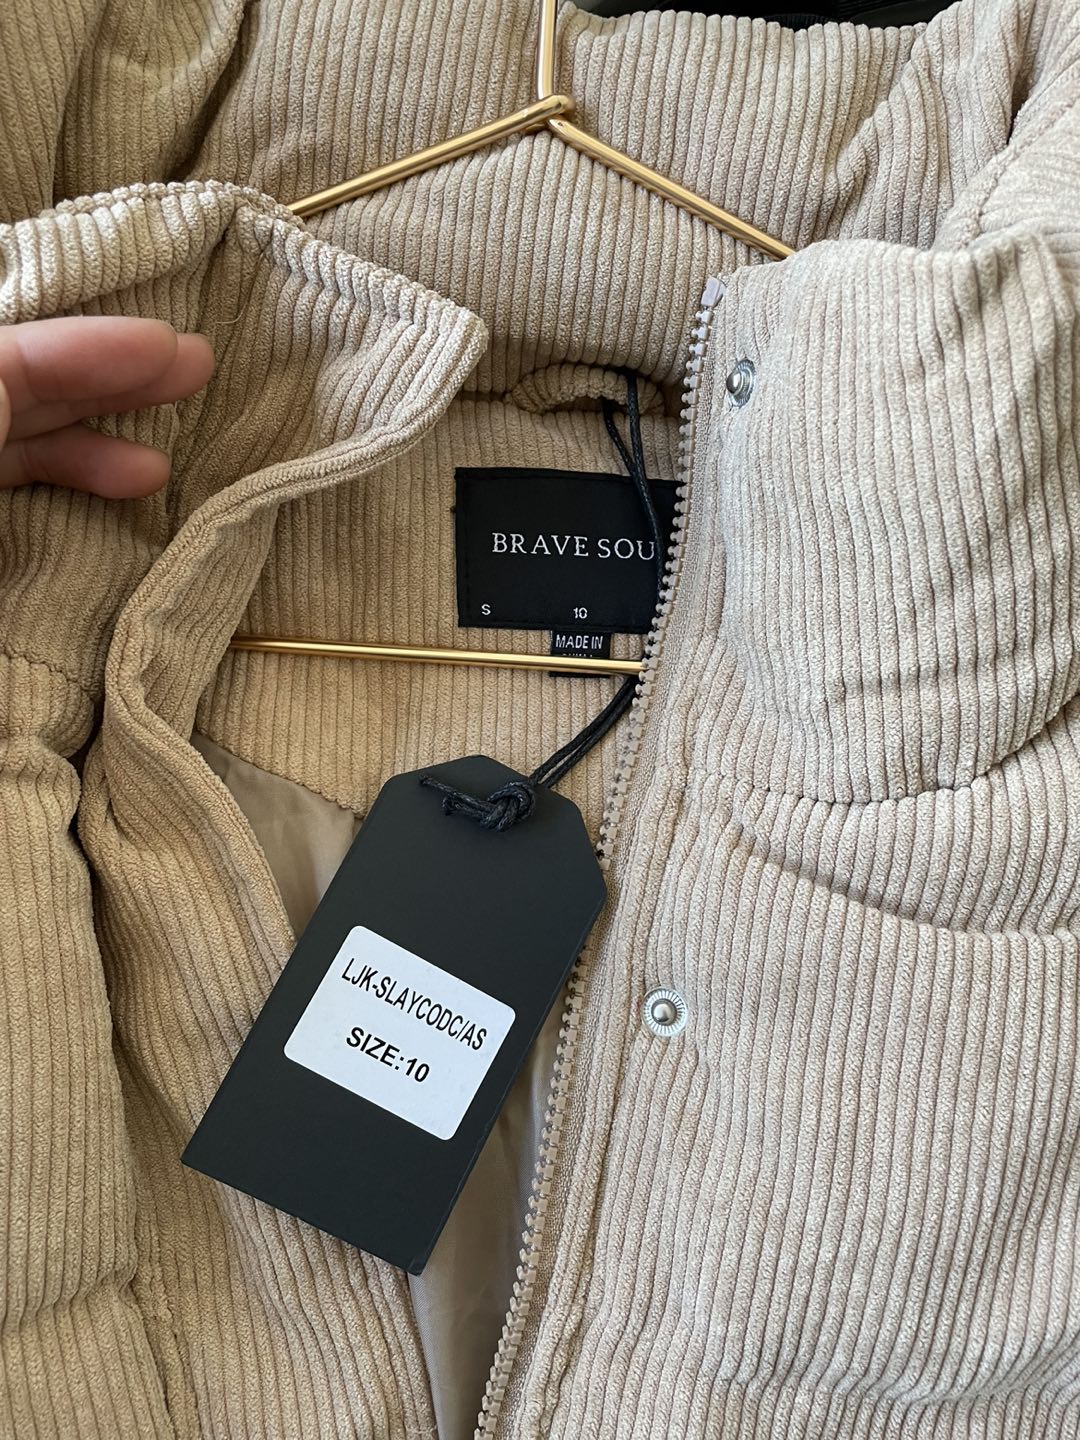 BRAVE SOU
S 10
MADE IN
LJK-SLAYCODC/AS
SIZE:10